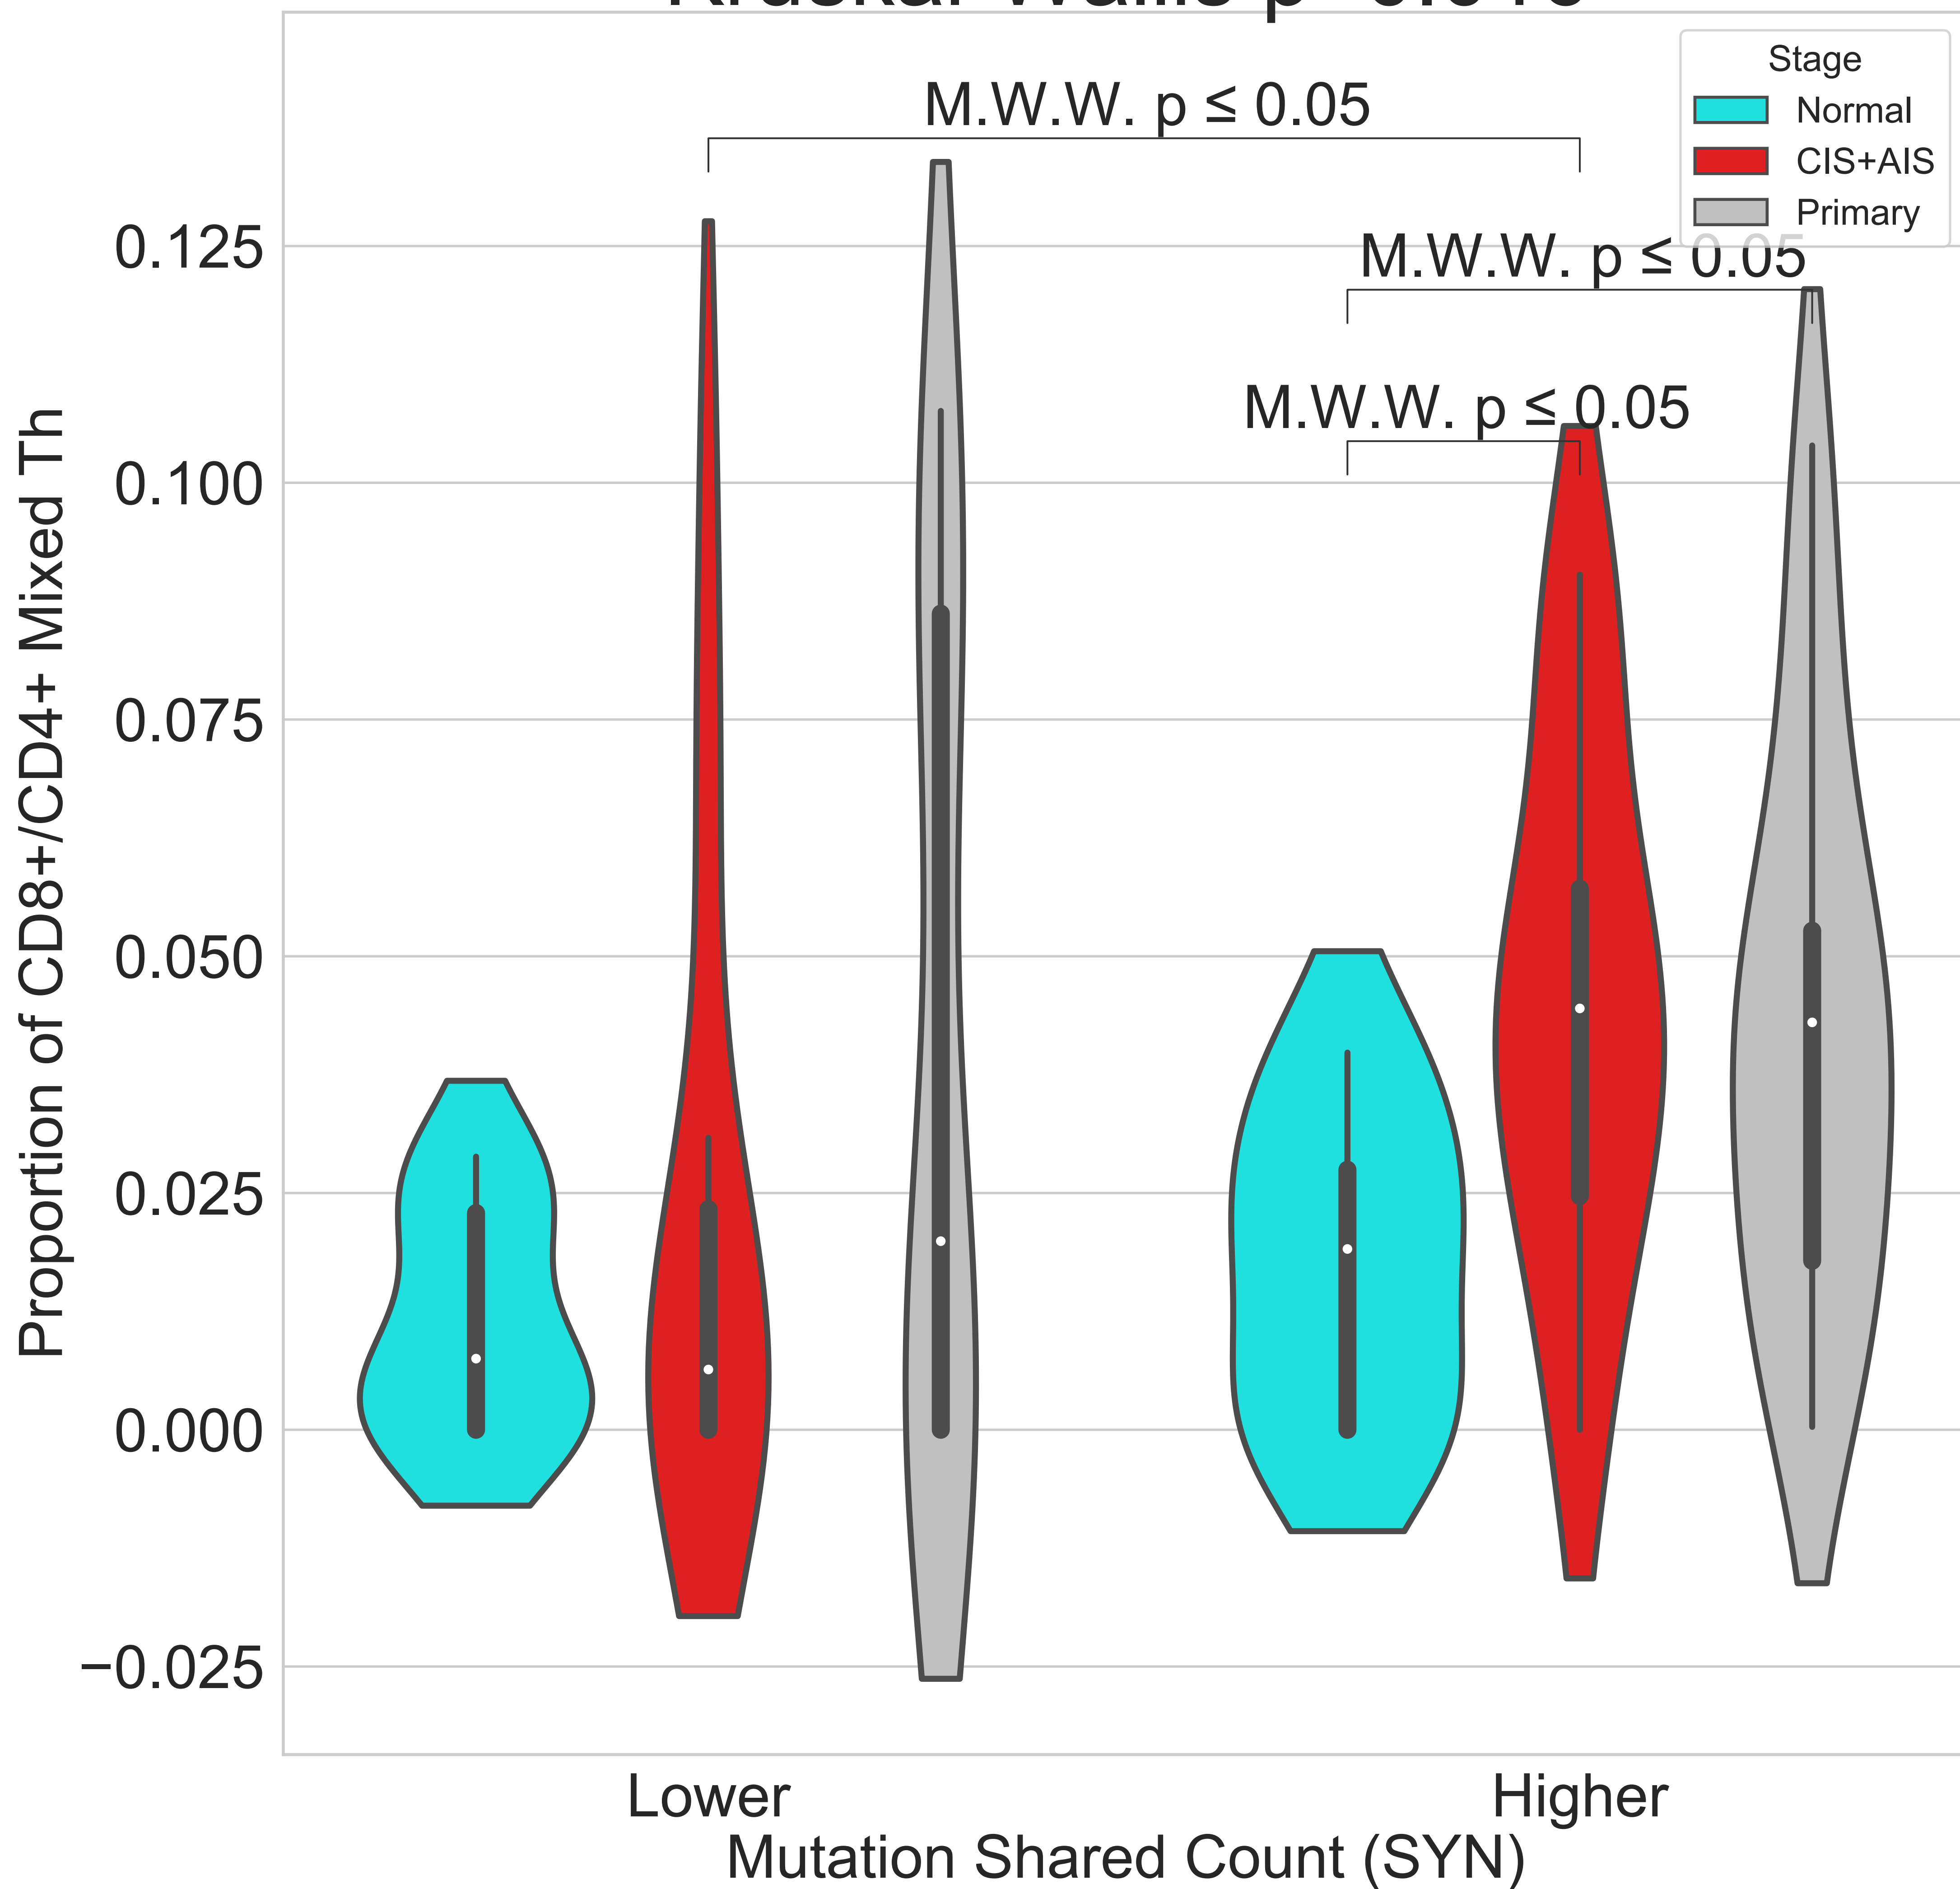 M.W.W. p ≤ 0.05
Stage
Normal
CIS+AIS
Primary
M.W.W. p ≤ 0.05
M.W.W. p ≤ 0.05
Proportion of CD8+/CD4+ Mixed Th
0.125
0.100
0.075
0.050
0.025
0.000
−0.025
Lower
Higher
Mutation Shared Count (SYN)